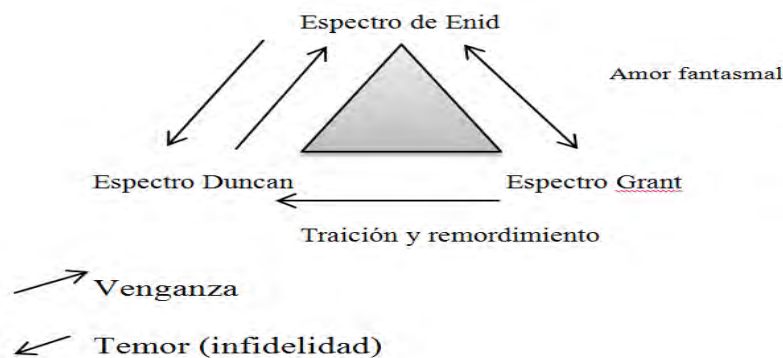 Espectro de Enid
Amor fantasmal
Espectro Duncan
Espectro Grant
Traición y remordimiento
Venganza
Temor (infidelidad)